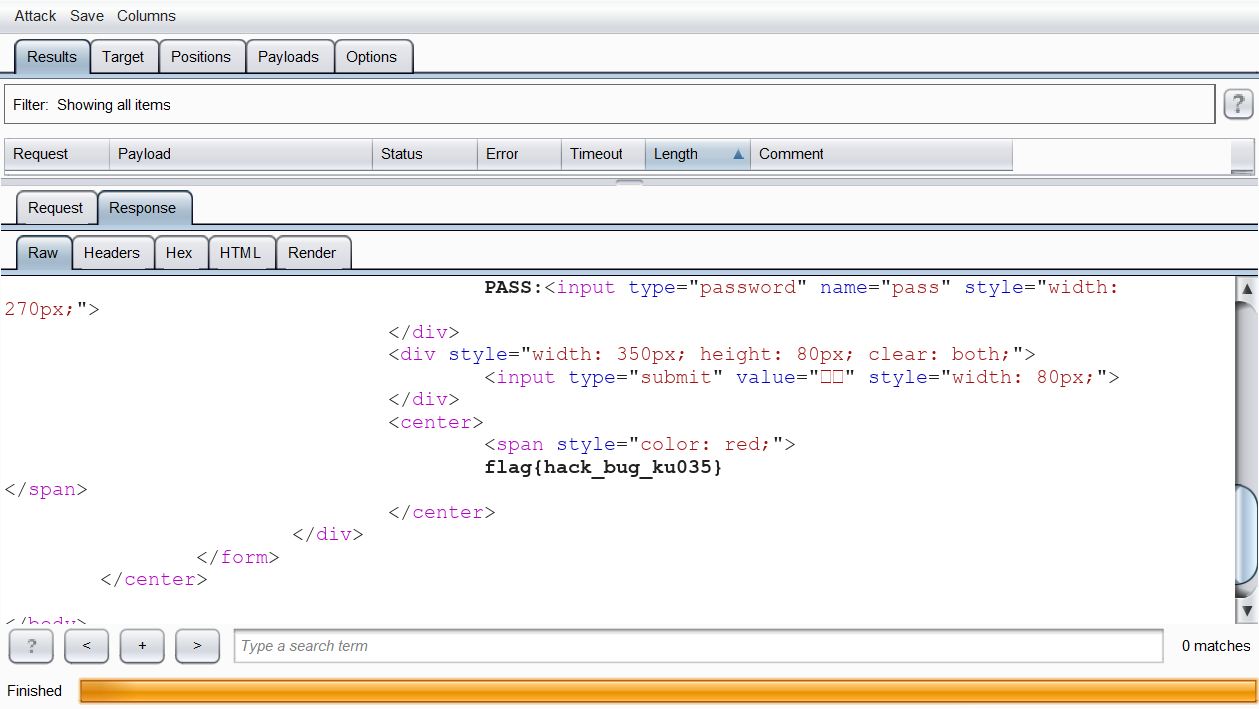 Attack Save Columns
Results Target Positions Payloads Options
Filter: Showing all items
?
Request Payload Status Error Timeout Length Comment
Request Response
Raw Headers Hex HTML Render
PASS:<input type="password" name="pass" style="width:
270px;">
</div>
<div style="width: 350px; height: 80px; clear: both;">
<input type="submit" value="□□" style="width: 80px;">
</div>
<center>
<span style="color: red;">
flag{hack_bug_ku035}
</span>
</center>
</div>
</form>
</center>
</body>
? < + > Type a search term 0 matches
Finished